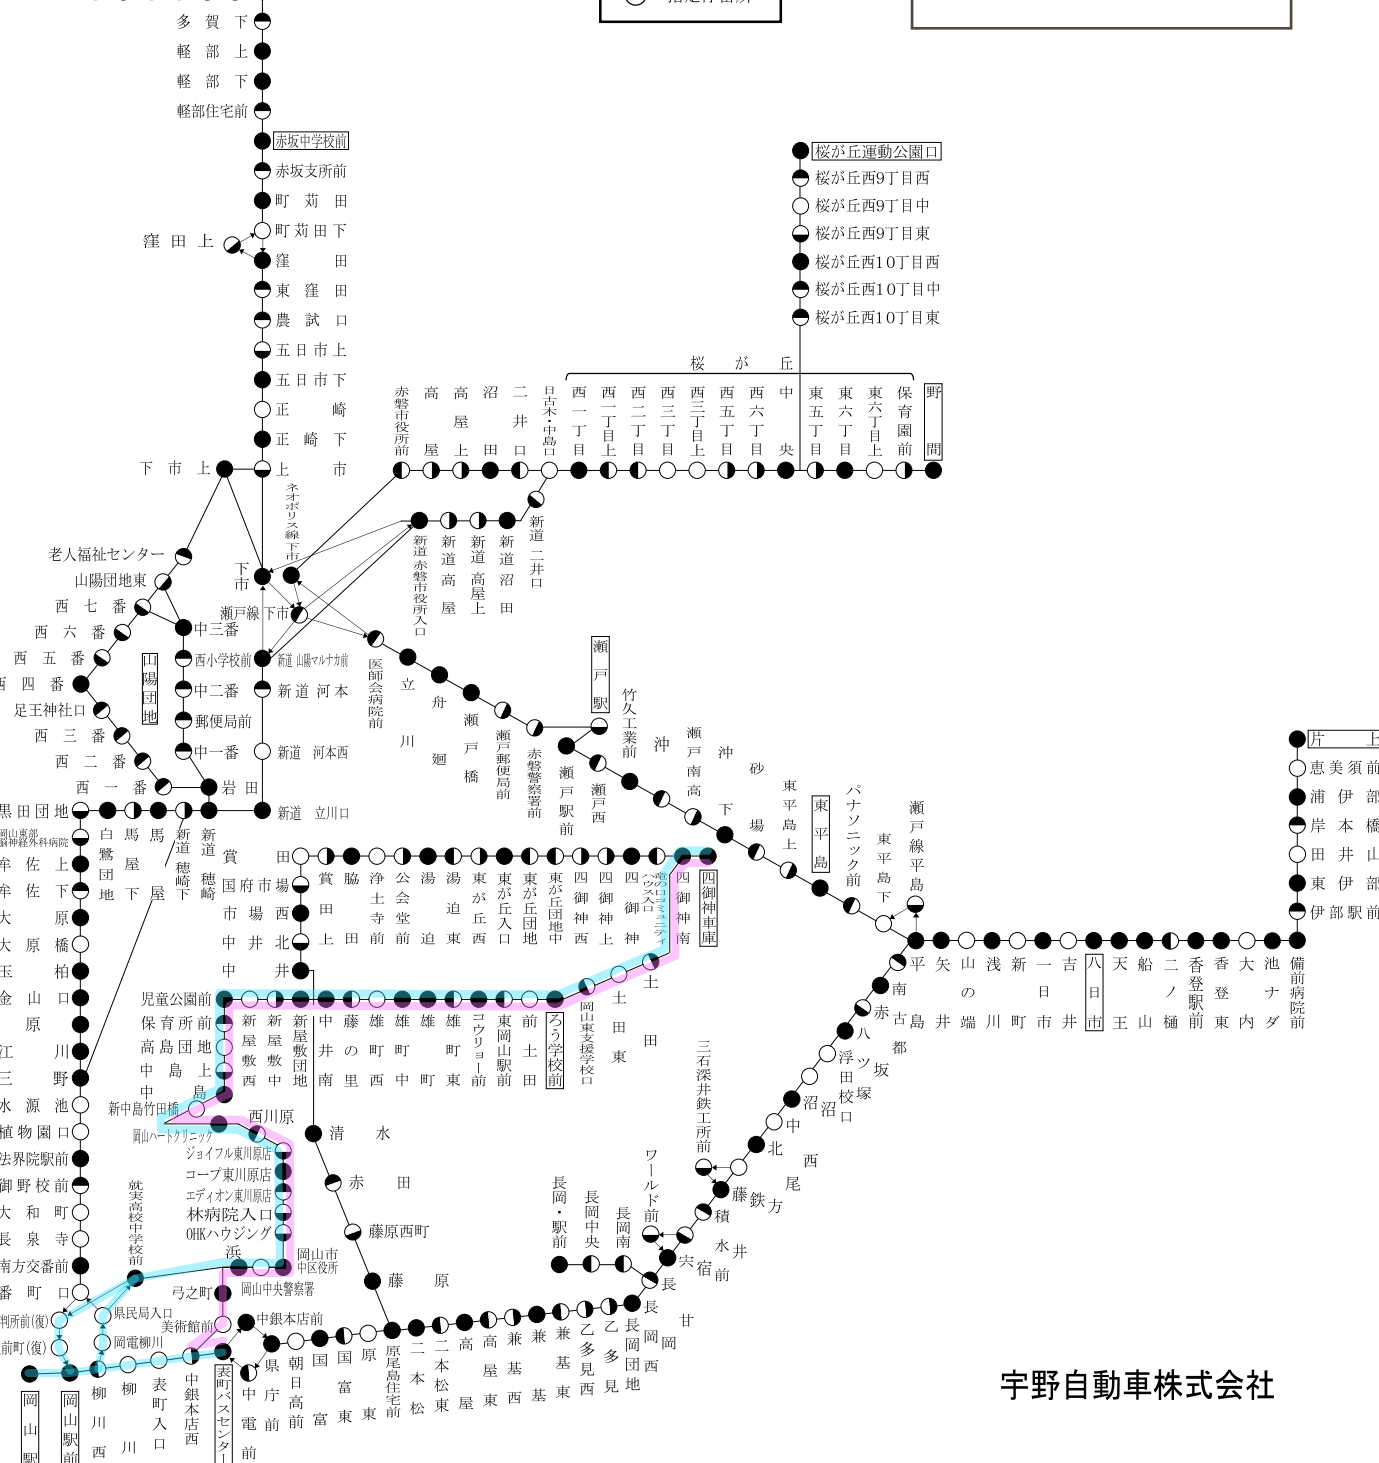 多賀下
軽部上
軽部下
軽部住宅前
赤坂中学校前
赤坂支所前
町苅田
町苅田下
窪田上
窪田
東窪田
農試口
五日市上
五日市下
正崎
正崎下
下市上
上市
桜が丘運動公園口
桜が丘西9丁目西
桜が丘西9丁目中
桜が丘西9丁目東
桜が丘西10丁目西
桜が丘西10丁目中
桜が丘西10丁目東
桜が丘
赤磐市役所前
高屋
高屋上
沼田
二井口
日古木・中島口
西一丁目
西一丁目上
西二丁目
西三丁目
西三丁目上
西五丁目
西六丁目
中央
東五丁目
東六丁目
東六丁目上
保育園前
野間
ネオポリス線下市
新道 赤磐市役所入口
新道高屋
新道高屋上
新道沼田
新道二井口
老人福祉センター
山陽団地東
西七番
西六番
西五番
西四番
足王神社口
西三番
西二番
西一番
山陽団地
下市
瀬戸線下市
中三番
西小学校前
中二番
郵便局前
中一番
岩田
新道 山陽マルナカ前
新道河本
新道 河本西
新道 立川口
医師会病院前
立川
舟廻
瀬戸橋
瀬戸郵便局前
赤磐警察署前
瀬戸駅
瀬戸駅前
瀬戸西
竹久工業前
沖
瀬戸南高
沖下
砂場
東平島上
東平島
パナソニック前
東平島下
瀬戸線平島
片上
恵美須前
浦伊部
岸本橋
田井山
東伊部
伊部駅前
平島
矢井
山の端
浅川
新町
一日市
吉井
八日市
天王
船山
二ノ樋
香登駅前
香登東
大内
池ナダ
備前病院前
黒田団地
白鷺団地
馬屋下
馬屋
新道穂崎下
新道穂崎
岡山東部
脳神経外科病院
牟佐上
牟佐下
大原
大原橋
玉柏
金山口
原
江川
三野
水源池
植物園口
法界院駅前
御野校前
大和町
長泉寺
南方交番前
番町口
判所前(復)
前町(復)
賞田
国府市場
市場西
中井北
中井
賞田上
脇田
浄土寺前
公会堂前
湯迫
湯迫東
東が丘西
東が丘入口
東が丘団地
東が丘団地中
四御神西
四御神上
四御神
竜の口コミュニティ
ハウス入口
四御神南
四御神車庫
児童公園前
保育所前
高島団地
中島上
中島
新中島竹田橋
新屋敷西
新屋敷中
新屋敷団地
中井南
藤の里
雄町西
雄町中
雄町
雄町東
コウリョー前
東岡山駅前
前土田
ろう学校前
岡山東支援学校口
土田東
土田
岡山ハートクリニック
西川原
ジョイフル東川原店
コープ東川原店
エディオン東川原店
林病院入口
OHKハウジング
浜
岡山市
中区役所
岡山中央警察署
就実高校中学校前
弓之町
美術館前
県民局入口
岡電柳川
岡山駅
岡山駅前
柳川西
柳川
表町入口
中銀本店西
表町バスセンター
中銀本店前
中電前
県庁前
朝日高前
国富
国富東
原東
原尾島住宅前
清水
赤田
藤原西町
藤原
二本松
二本松東
高屋
高屋東
兼基西
兼基
兼基東
乙多見西
乙多見
長岡団地
長岡西
長岡
長岡・駅前
長岡中央
長岡南
ワールド前
三石深井鉄工所前
南古都
赤坂
八ツ塚
浮田校口
沼
沼中
北西尾
北方
藤井
鉄
積水前
宍甘
宇野自動車株式会社